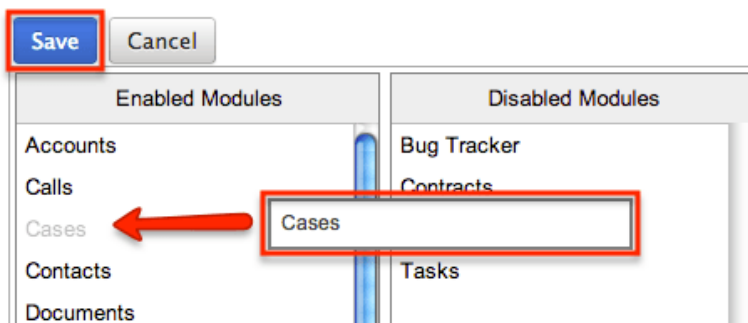 Save Cancel
Enabled Modules Disabled Modules
Accounts Bug Tracker
Calls Contracts
Cases Cases
Contacts Tasks
Documents